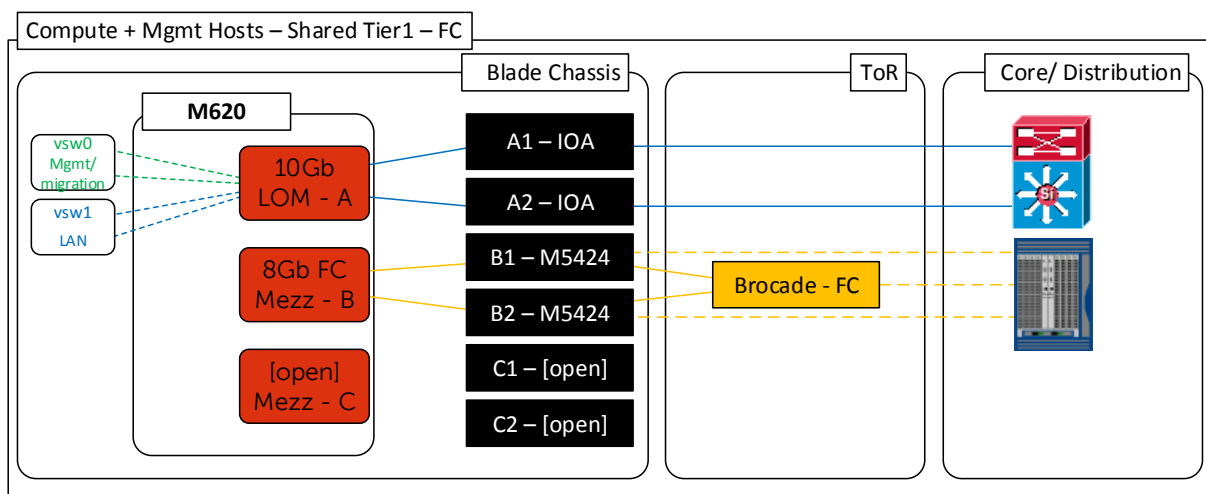 Compute + Mgmt Hosts – Shared Tier1 – FC
Blade Chassis
ToR
Core/ Distribution
M620
vsw0
Mgmt/
migration
vsw1
LAN
10Gb
LOM - A
8Gb FC
Mezz - B
[open]
Mezz - C
A1 – IOA
A2 – IOA
B1 – M5424
B2 – M5424
C1 – [open]
C2 – [open]
Brocade - FC
Si